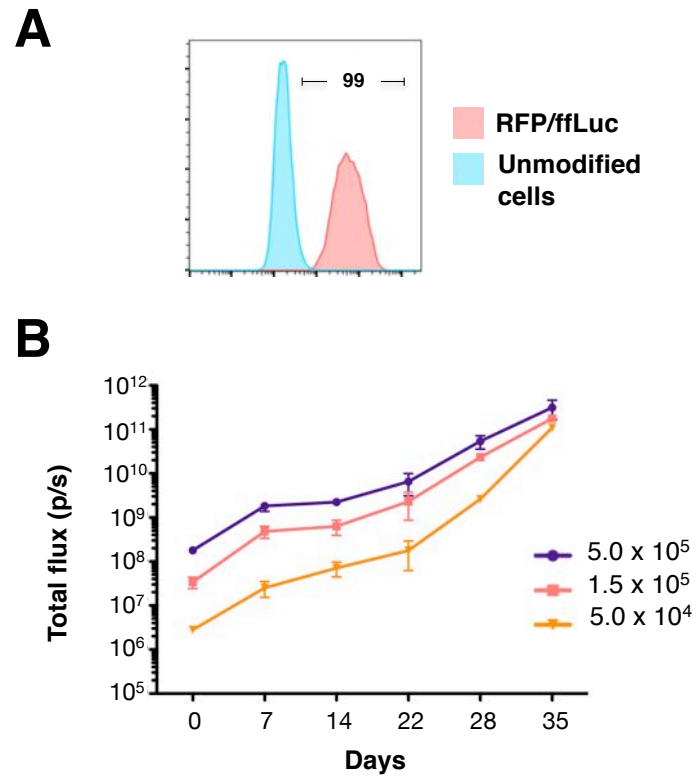 A
99
RFP/ffLuc
Unmodified
cells
B
Total flux (p/s)
10¹²
10¹¹
10¹⁰
10⁹
10⁸
10⁷
10⁶
10⁵
5.0 x 10⁵
1.5 x 10⁵
5.0 x 10⁴
0 7 14 22 28 35
Days